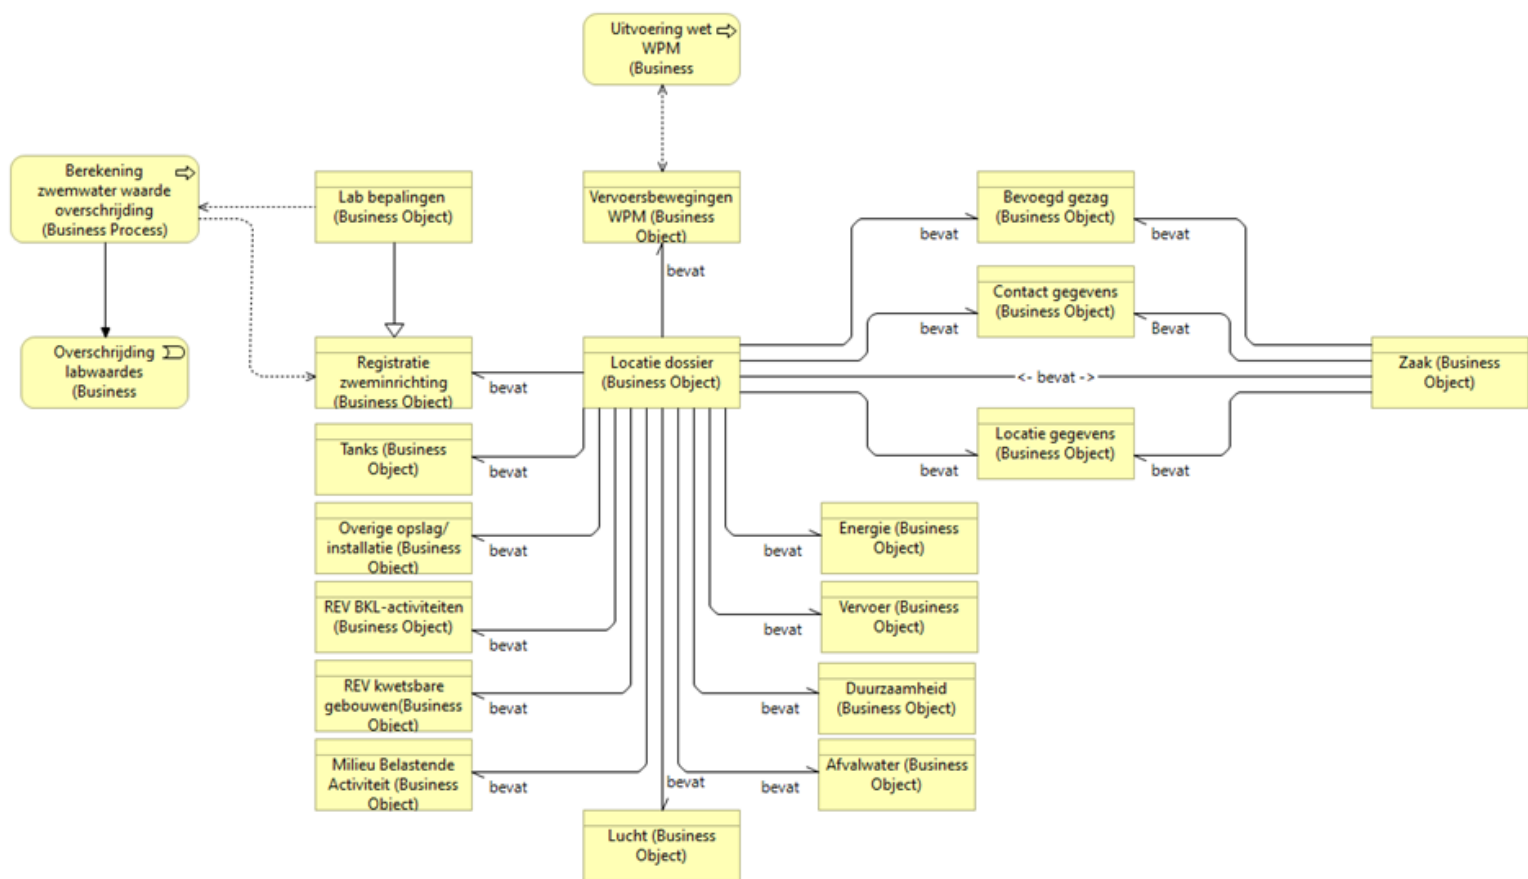 Uitvoering wet
WPM
(Business
Berekening
zwemwater waarde
overschrijding
(Business Process)
Lab bepalingen
(Business Object)
Vervoersbewegingen
WPM (Business
Object)
Bevoegd gezag
(Business Object)
bevat
bevat
bevat
Contact gegevens
(Business Object)
bevat
Bevat
Overschrijding
labwaardes
(Business
Registratie
zweminrichting
(Business Object)
bevat
Locatie dossier
(Business Object)
<- bevat ->
Zaak (Business
Object)
Tanks (Business
Object)
bevat
Locatie gegevens
(Business Object)
bevat
bevat
Overige opslag/
installatie (Business
Object)
bevat
Energie (Business
Object)
bevat
REV BKL-activiteiten
(Business Object)
bevat
Vervoer (Business
Object)
bevat
REV kwetsbare
gebouwen(Business
Object)
bevat
Duurzaamheid
(Business Object)
bevat
Milieu Belastende
Activiteit (Business
Object)
bevat
Afvalwater (Business
Object)
bevat
bevat
Lucht (Business
Object)